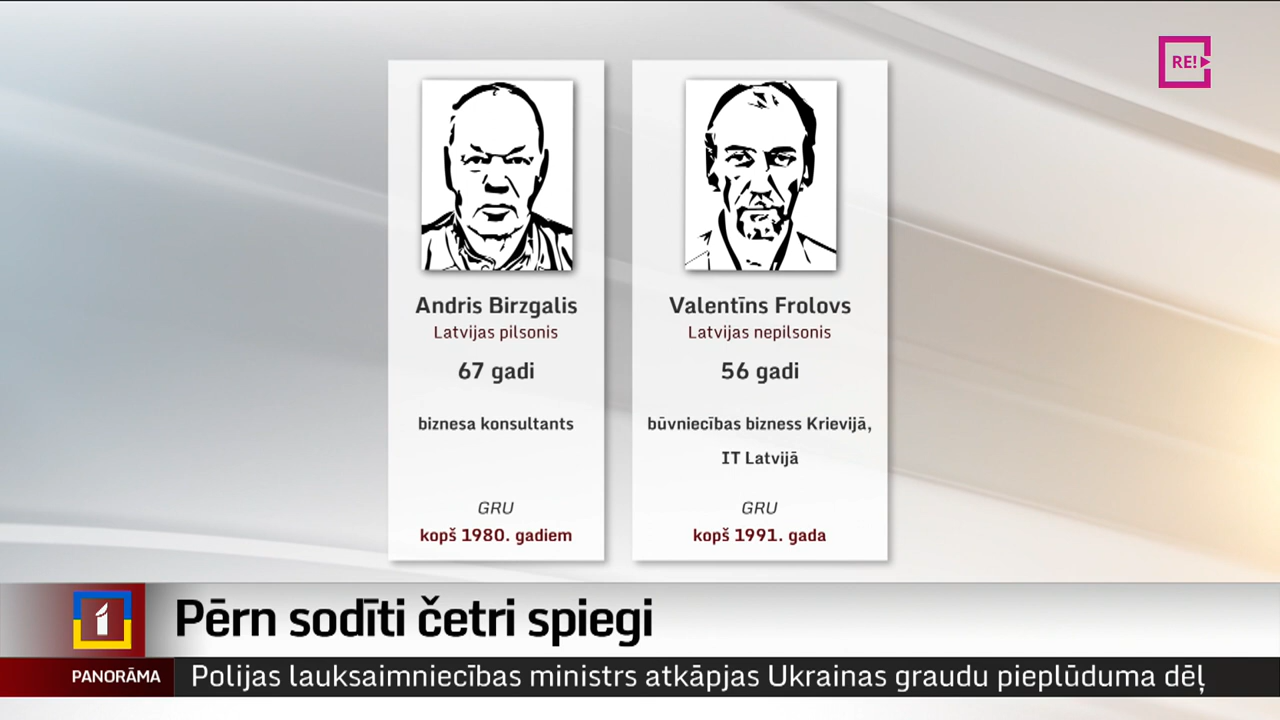 RE!
Andris Birzgalis
Latvijas pilsonis
67 gadi
biznesa konsultants
GRU
kopš 1980. gadiem
Valentīns Frolovs
Latvijas nepilsonis
56 gadi
būvniecības bizness Krievijā,
IT Latvijā
GRU
kopš 1991. gada
1
Pērn sodīti četri spiegi
PANORĀMA
Polijas lauksaimniecības ministrs atkāpjas Ukrainas graudu pieplūduma dēļ